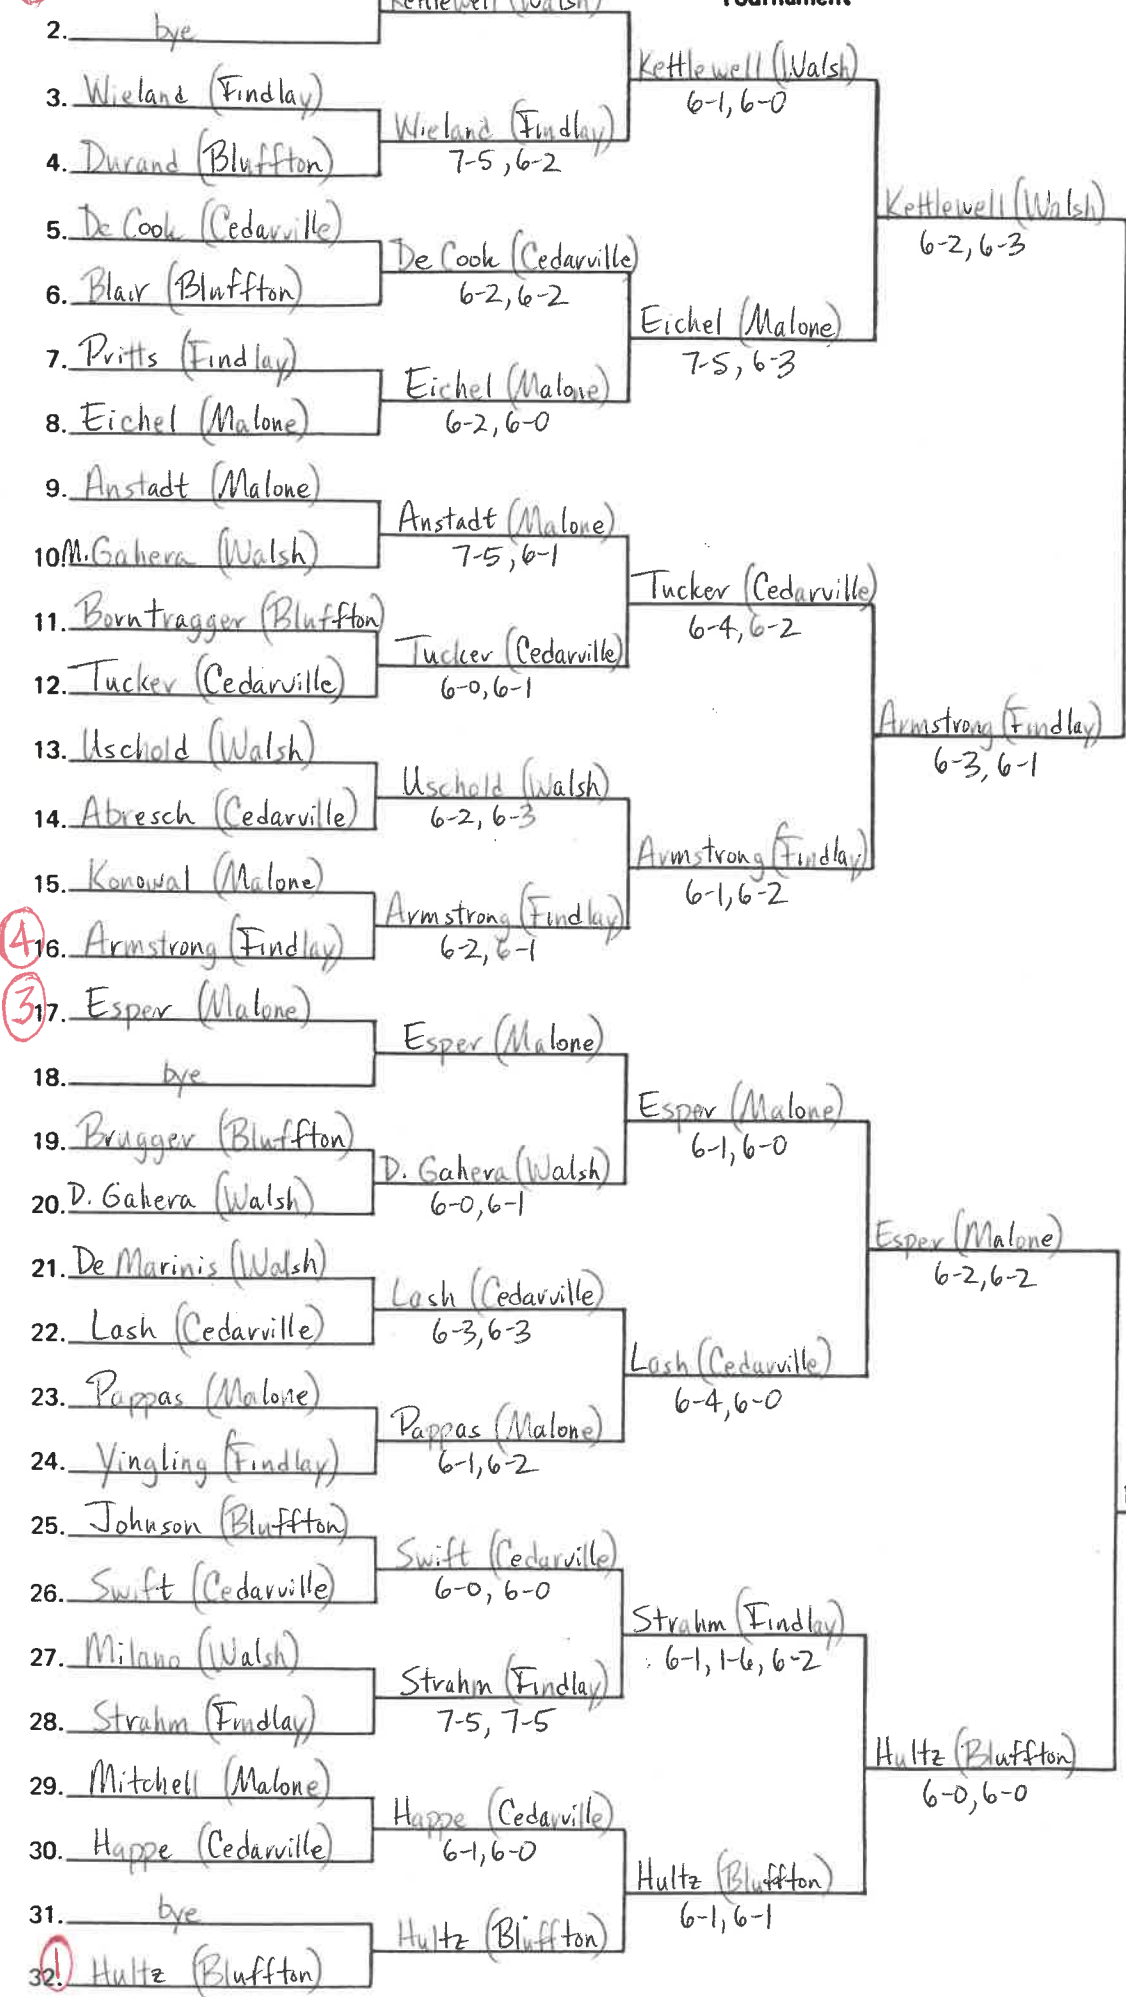 Kettlewell (Walsh)
Tournament
2. bye
Kettlewell (Walsh)
6-1, 6-0
3. Wieland (Findlay)
Wieland (Findlay)
7-5, 6-2
4. Durand (Bluffton)
Kettlewell (Walsh)
6-2, 6-3
5. De Cook (Cedarville)
De Cook (Cedarville)
6-2, 6-2
6. Blair (Bluffton)
Eichel (Malone)
7-5, 6-3
7. Pritts (Findlay)
Eichel (Malone)
6-2, 6-0
8. Eichel (Malone)
9. Anstadt (Malone)
Anstadt (Malone)
7-5, 6-1
10. M. Gahera (Walsh)
Tucker (Cedarville)
6-4, 6-2
11. Borntragger (Bluffton)
Tucker (Cedarville)
6-0, 6-1
12. Tucker (Cedarville)
Armstrong (Findlay)
6-3, 6-1
13. Uschold (Walsh)
Uschold (Walsh)
6-2, 6-3
14. Abresch (Cedarville)
Armstrong (Findlay)
6-1, 6-2
15. Konowal (Malone)
Armstrong (Findlay)
6-2, 6-1
4 16. Armstrong (Findlay)
3 17. Esper (Malone)
Esper (Malone)
18. bye
Esper (Malone)
6-1, 6-0
19. Brugger (Bluffton)
D. Gahera (Walsh)
6-0, 6-1
20. D. Gahera (Walsh)
Esper (Malone)
6-2, 6-2
21. De Marinis (Walsh)
Lash (Cedarville)
6-3, 6-3
22. Lash (Cedarville)
Lash (Cedarville)
6-4, 6-0
23. Pappas (Malone)
Pappas (Malone)
6-1, 6-2
24. Yingling (Findlay)
25. Johnson (Bluffton)
Swift (Cedarville)
6-0, 6-0
26. Swift (Cedarville)
Strahm (Findlay)
6-1, 1-6, 6-2
27. Milano (Walsh)
Strahm (Findlay)
7-5, 7-5
28. Strahm (Findlay)
Hultz (Bluffton)
6-0, 6-0
29. Mitchell (Malone)
Happe (Cedarville)
6-1, 6-0
30. Happe (Cedarville)
Hultz (Bluffton)
6-1, 6-1
31. bye
Hultz (Bluffton)
1 32. Hultz (Bluffton)